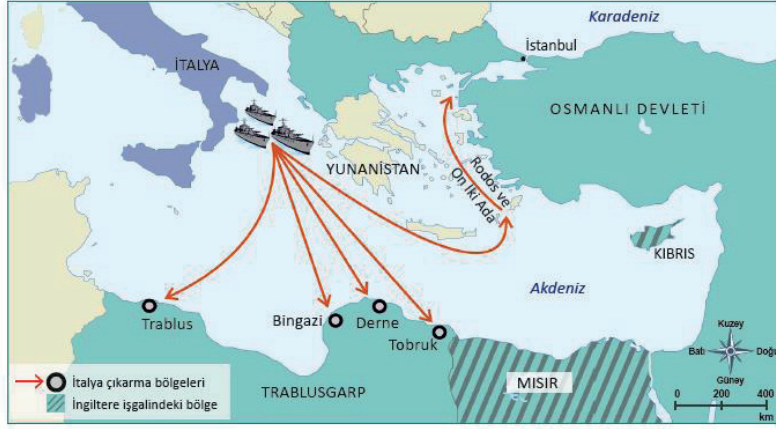 Karadeniz
İTALYA
İstanbul
OSMANLI DEVLETİ
YUNANİSTAN
Rodos ve
On İki Ada
KIBRIS
Akdeniz
Trablus
Bingazi
Derne
Tobruk
Kuzey
Batı
Doğu
Güney
TRABLUSGARP
MISIR
İtalya çıkarma bölgeleri
İngiltere işgalindeki bölge
0 200 400
km